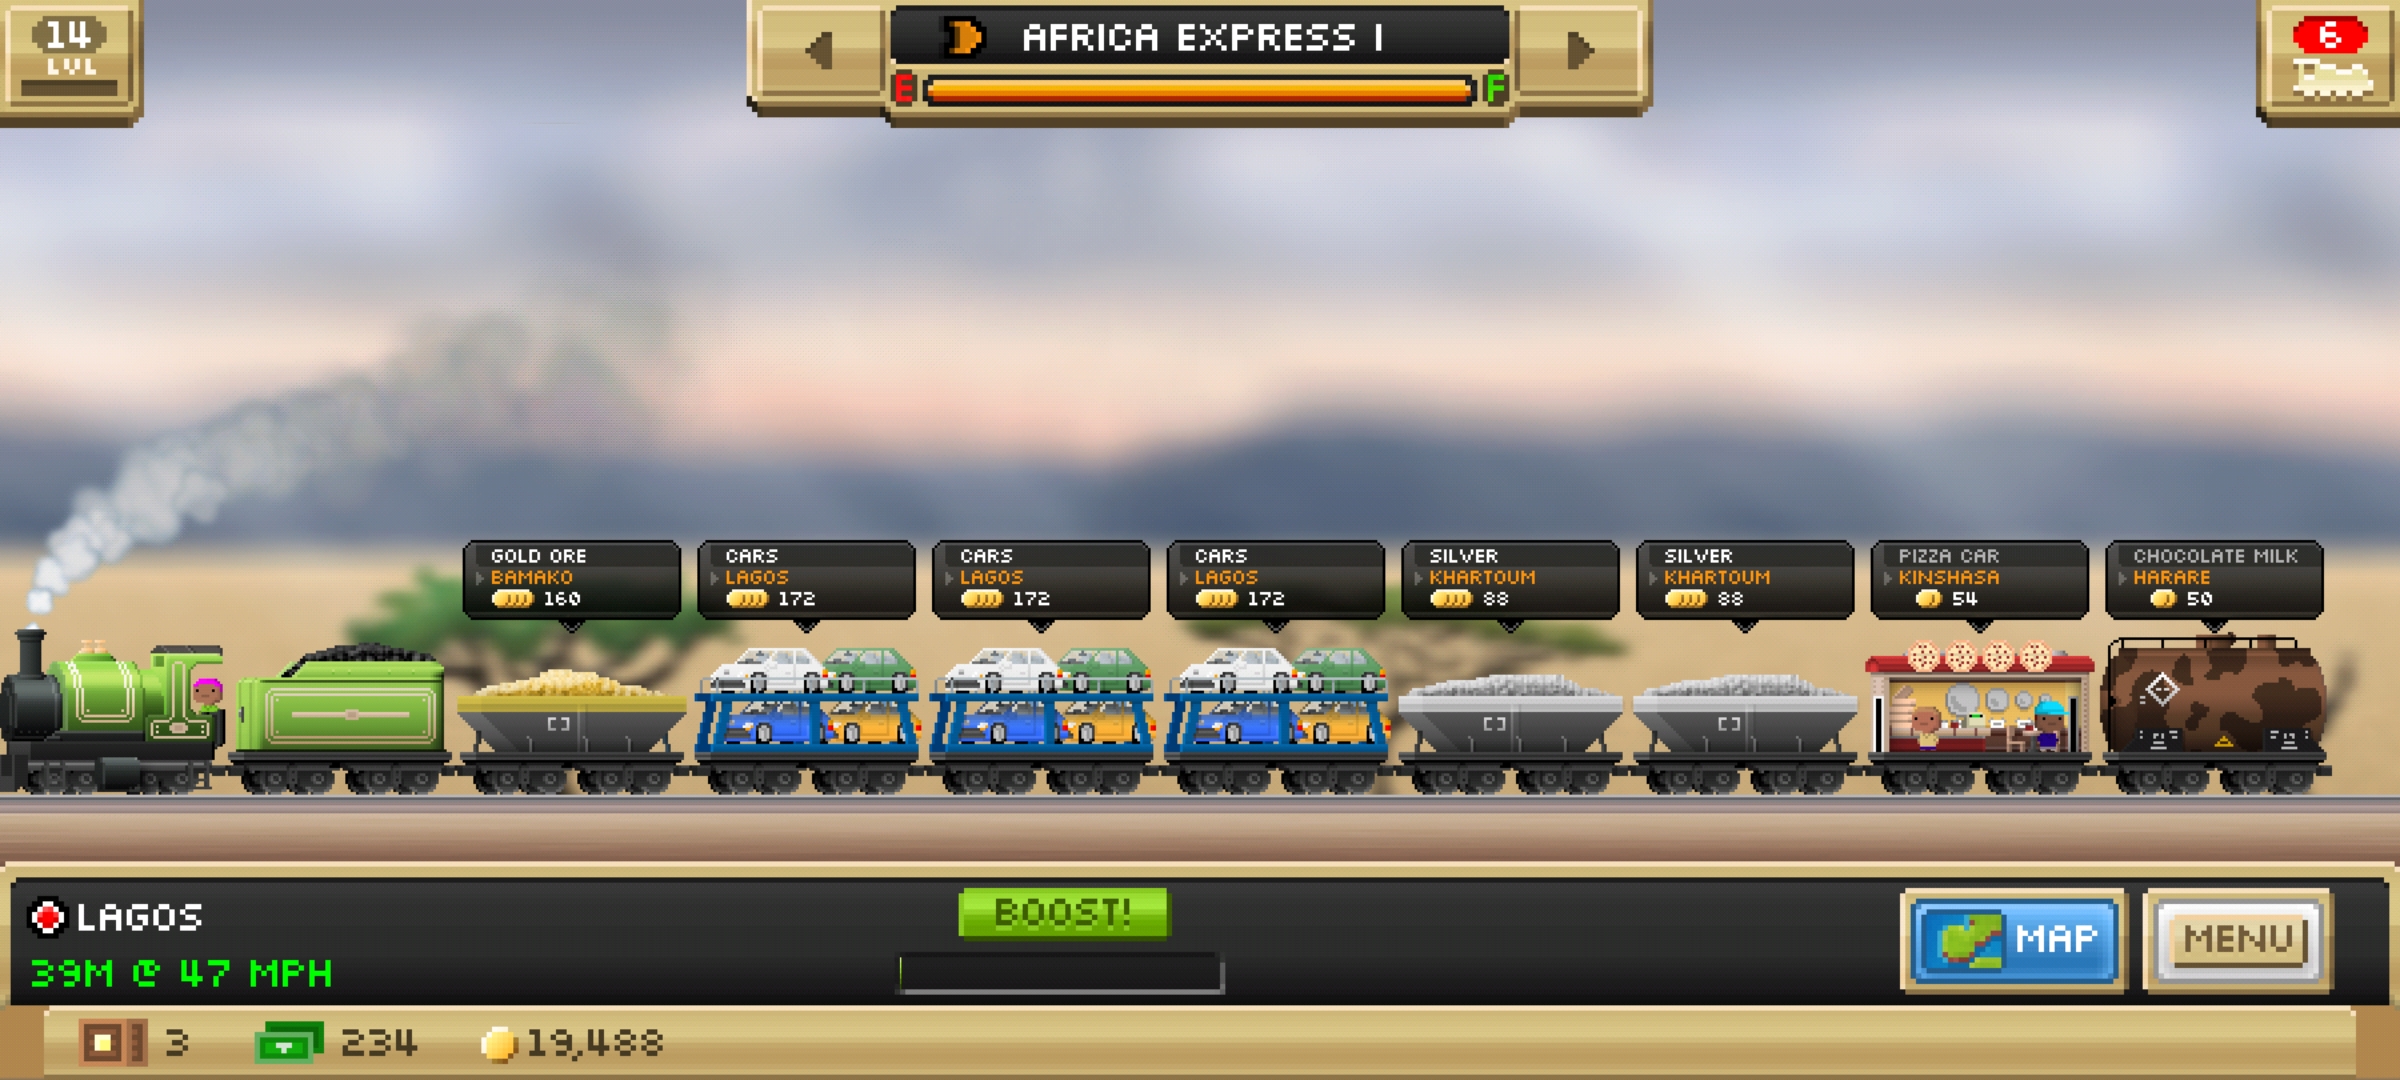 14
LVL
AFRICA EXPRESS I
E F
6
GOLD ORE
BAMAKO
160
CARS
LAGOS
172
CARS
LAGOS
172
CARS
LAGOS
172
SILVER
KHARTOUM
88
SILVER
KHARTOUM
88
PIZZA CAR
KINSHASA
54
CHOCOLATE MILK
HARARE
50
LAGOS
39M @ 47 MPH
BOOST!
MAP
MENU
3
234
19,488